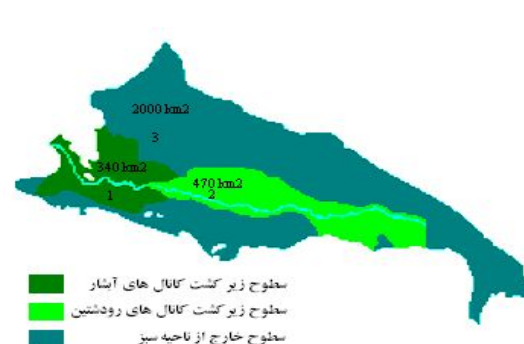 2000 km2
3
340 km2
1
470 km2
2
سطوح زیر کشت کانال های آبشار
سطوح زیر کشت کانال های رودشتین
سطوح خارج از ناحیه سبز